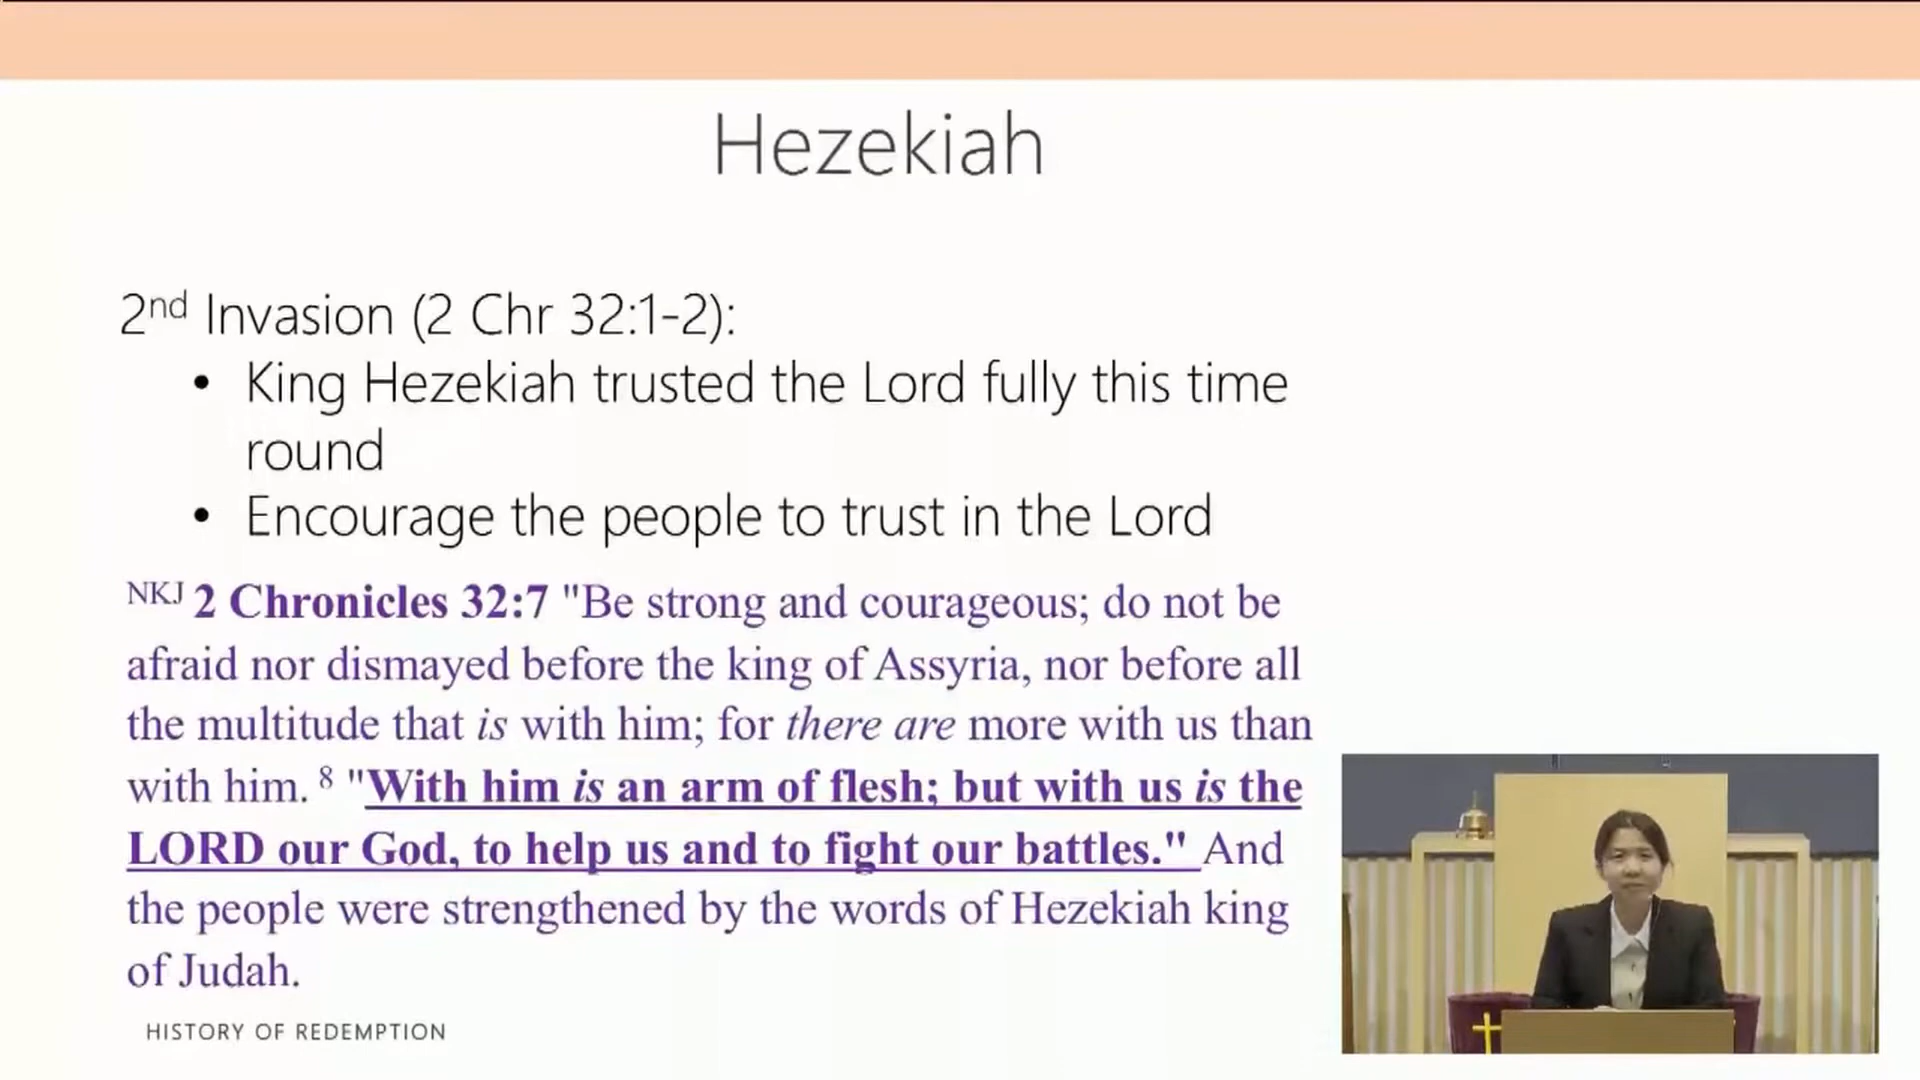 Hezekiah
2nd Invasion (2 Chr 32:1-2):
• King Hezekiah trusted the Lord fully this time
round
• Encourage the people to trust in the Lord
NKJ 2 Chronicles 32:7 "Be strong and courageous; do not be
afraid nor dismayed before the king of Assyria, nor before all
the multitude that is with him; for there are more with us than
with him. 8 "With him is an arm of flesh; but with us is the
LORD our God, to help us and to fight our battles." And
the people were strengthened by the words of Hezekiah king
of Judah.
HISTORY OF REDEMPTION